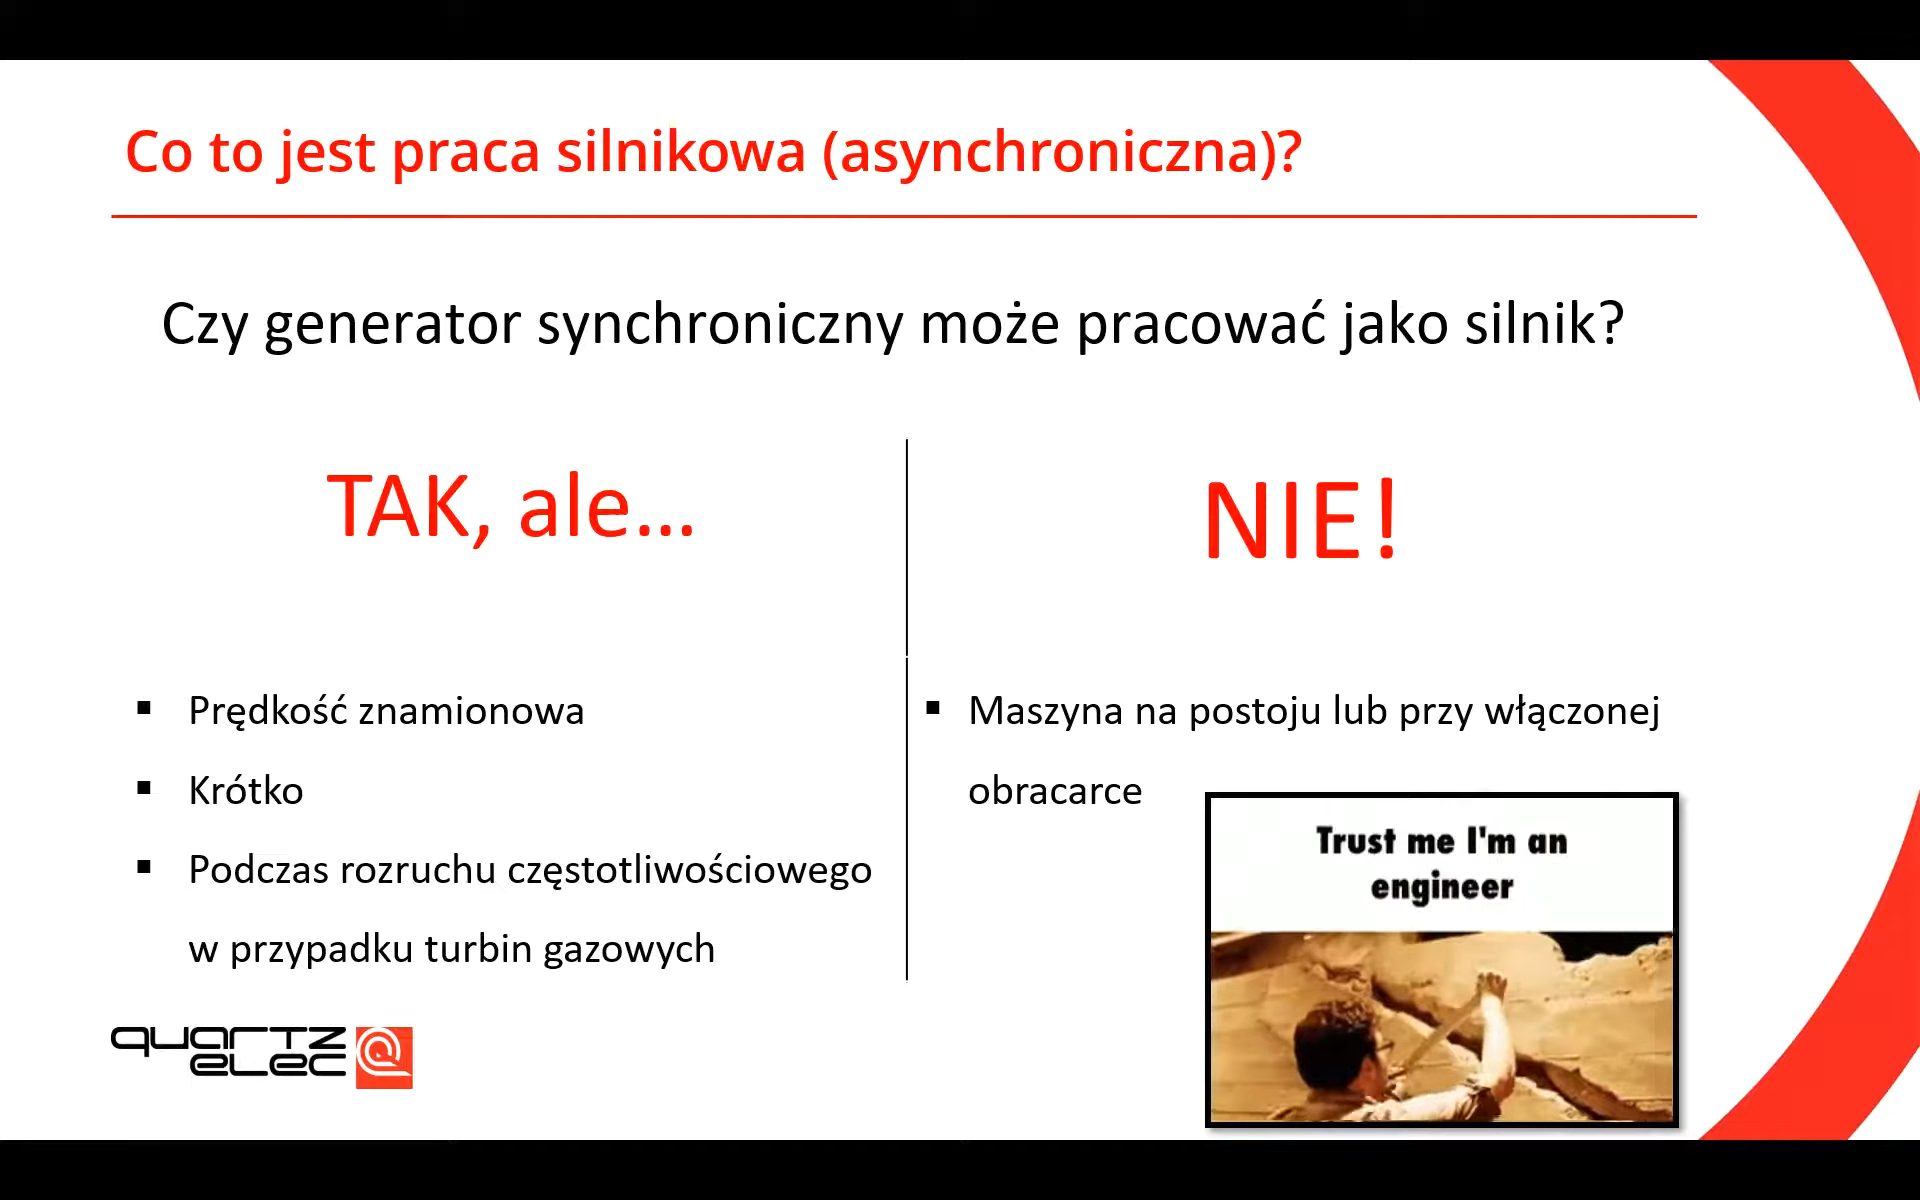 Co to jest praca silnikowa (asynchroniczna)?
Czy generator synchroniczny może pracować jako silnik?
TAK, ale...
▪ Prędkość znamionowa
▪ Krótko
▪ Podczas rozruchu częstotliwościowego
w przypadku turbin gazowych
NIE!
▪ Maszyna na postoju lub przy włączonej
obracarce
Trust me I'm an
engineer
quartz
elec